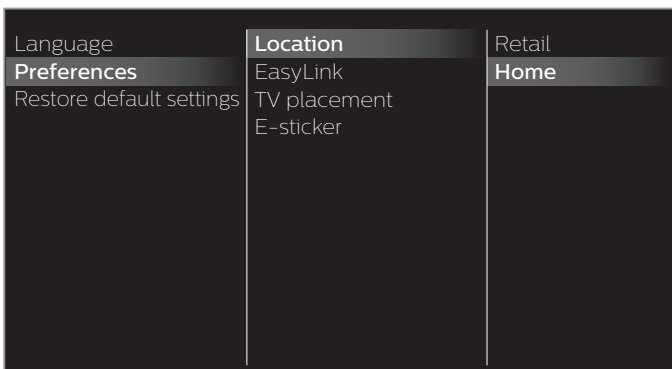 Language
Preferences
Restore default settings
Location
EasyLink
TV placement
E-sticker
Retail
Home